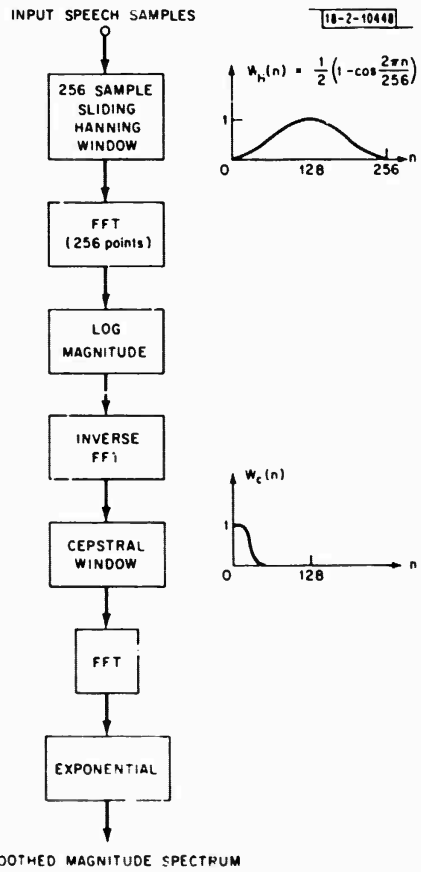 INPUT SPEECH SAMPLES
18-2-10448
256 SAMPLE
SLIDING
HANNING
WINDOW
W_h(n) = 1/2 (1-cos 2πn/256)
1
0 128 256 n
FFT
(256 points)
LOG
MAGNITUDE
INVERSE
FFT
W_c(n)
1
0 128 n
CEPSTRAL
WINDOW
FFT
EXPONENTIAL
OOTHED MAGNITUDE SPECTRUM